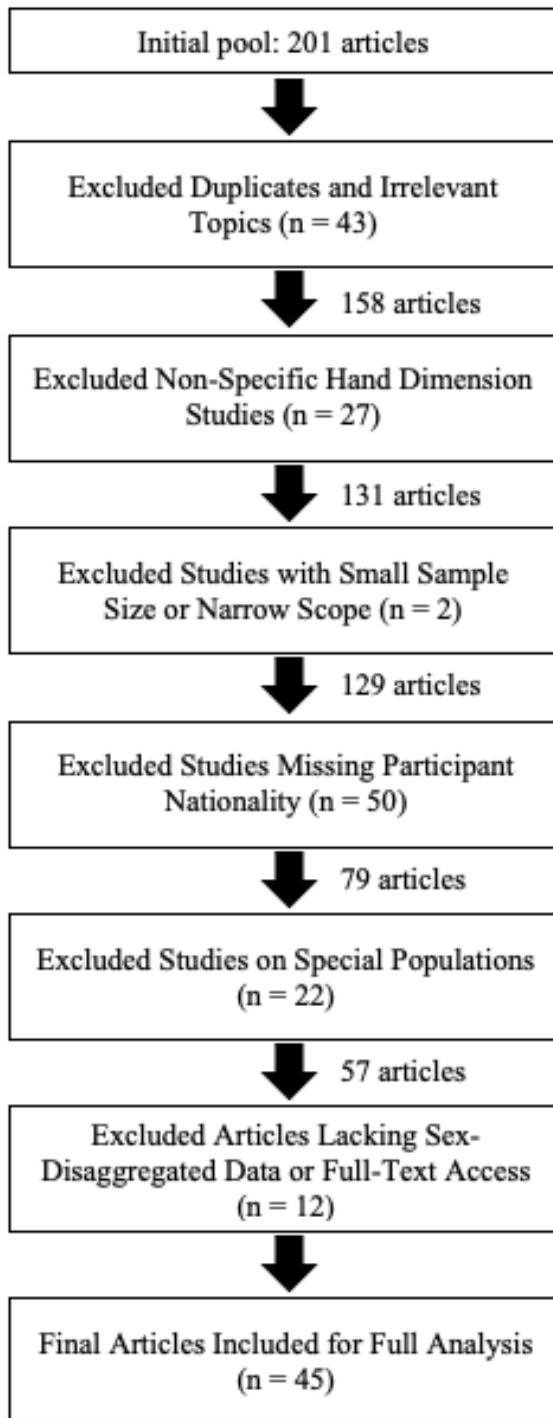 Initial pool: 201 articles
Excluded Duplicates and Irrelevant
Topics (n = 43)
158 articles
Excluded Non-Specific Hand Dimension
Studies (n = 27)
131 articles
Excluded Studies with Small Sample
Size or Narrow Scope (n = 2)
129 articles
Excluded Studies Missing Participant
Nationality (n = 50)
79 articles
Excluded Studies on Special Populations
(n = 22)
57 articles
Excluded Articles Lacking Sex-
Disaggregated Data or Full-Text Access
(n = 12)
Final Articles Included for Full Analysis
(n = 45)